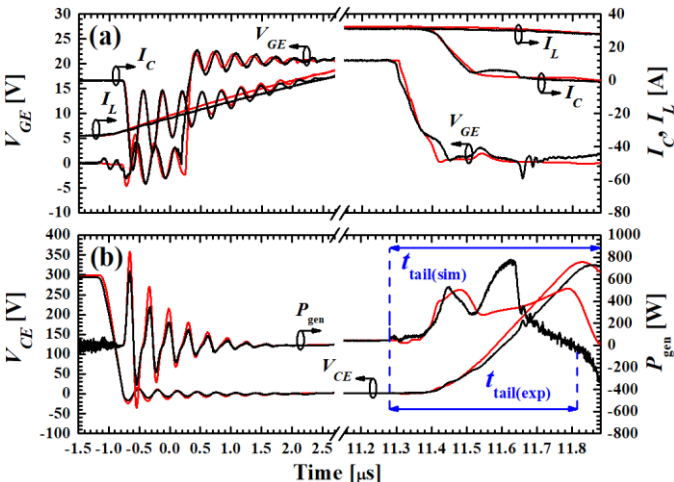 (a)
V_GE [V]
30
25
20
15
10
5
0
-5
-10
I_C
V_GE
I_L
I_L
I_C
V_GE
40
20
0
-20
-40
-60
-80
I_C, I_L [A]
(b)
V_CE [V]
400
350
300
250
200
150
100
50
0
-50
-100
P_gen
V_CE
t_tail(sim)
t_tail(exp)
1000
800
600
400
200
0
-200
-400
-600
-800
P_gen [W]
-1.5 -1.0 -0.5 0.0 0.5 1.0 1.5 2.0 2.5 11.2 11.3 11.4 11.5 11.6 11.7 11.8
Time [μs]